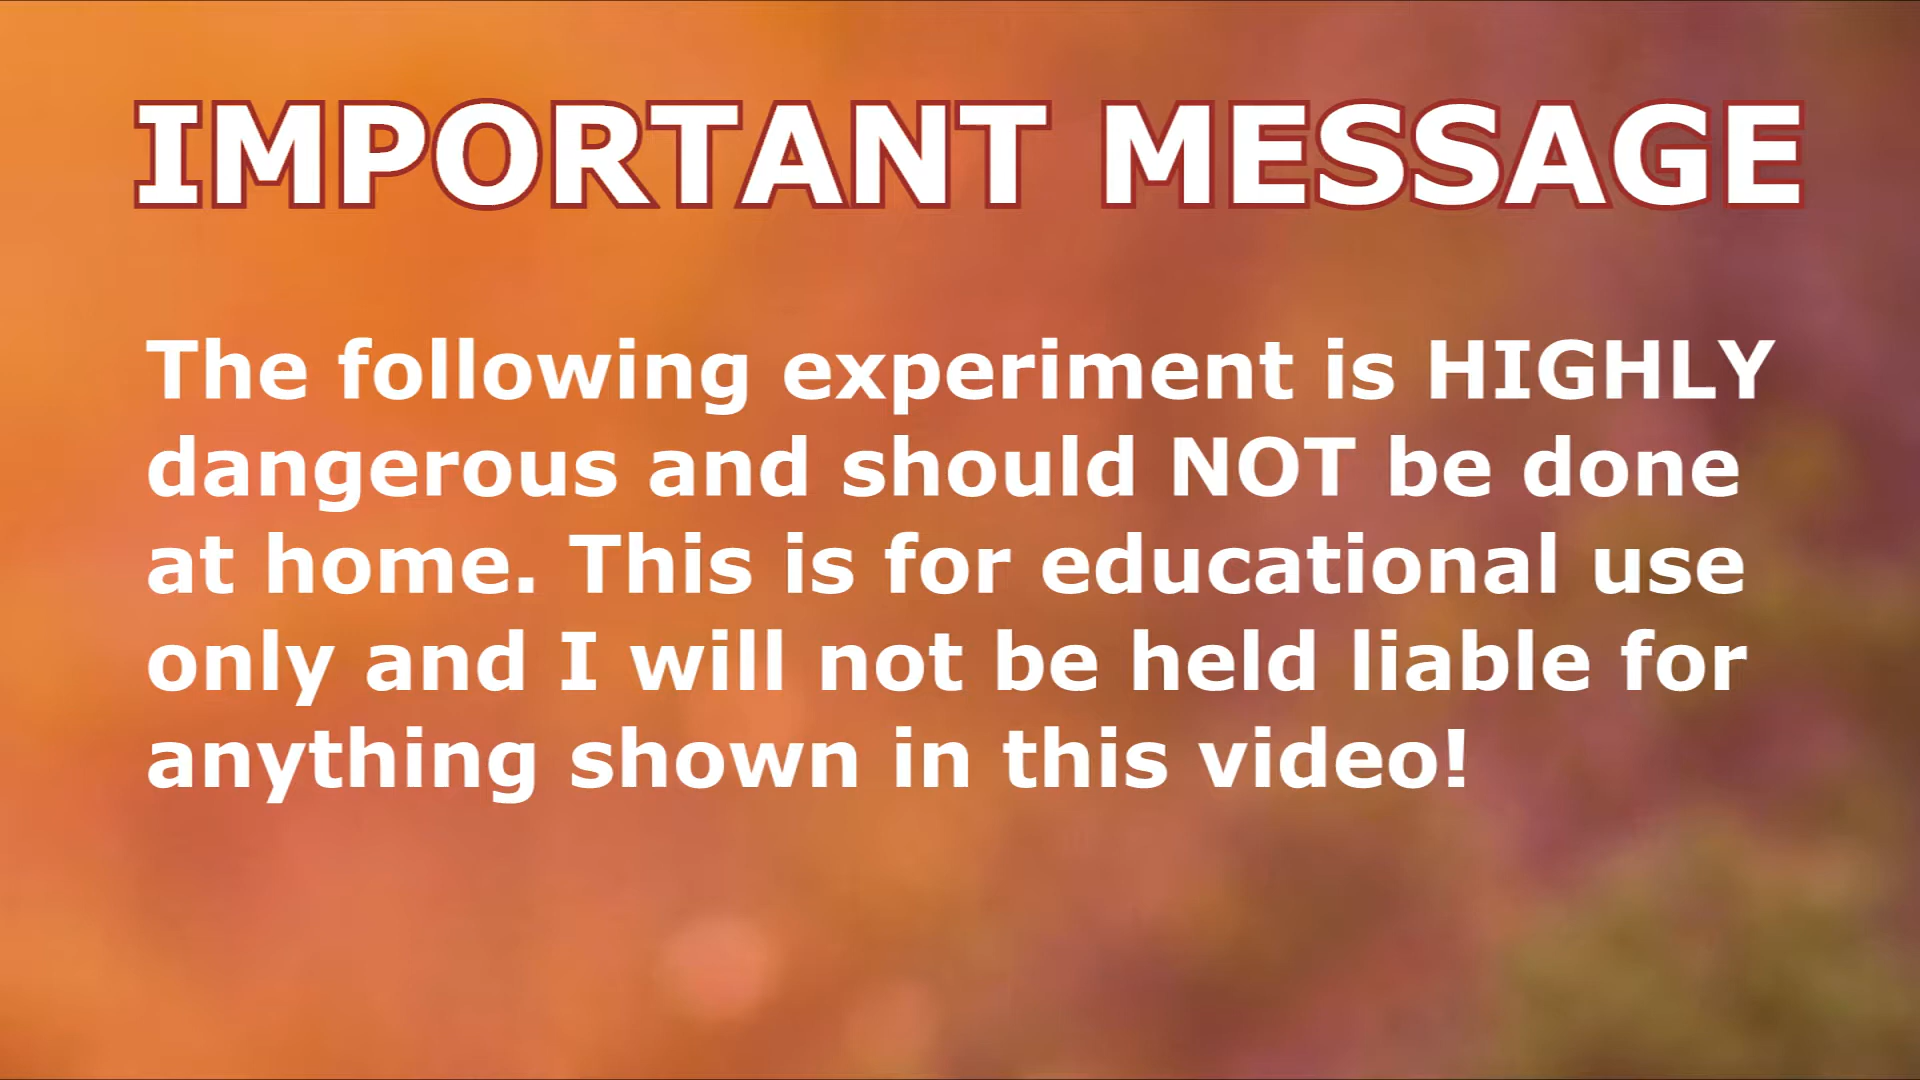 IMPORTANT MESSAGE
The following experiment is HIGHLY
dangerous and should NOT be done
at home. This is for educational use
only and I will not be held liable for
anything shown in this video!